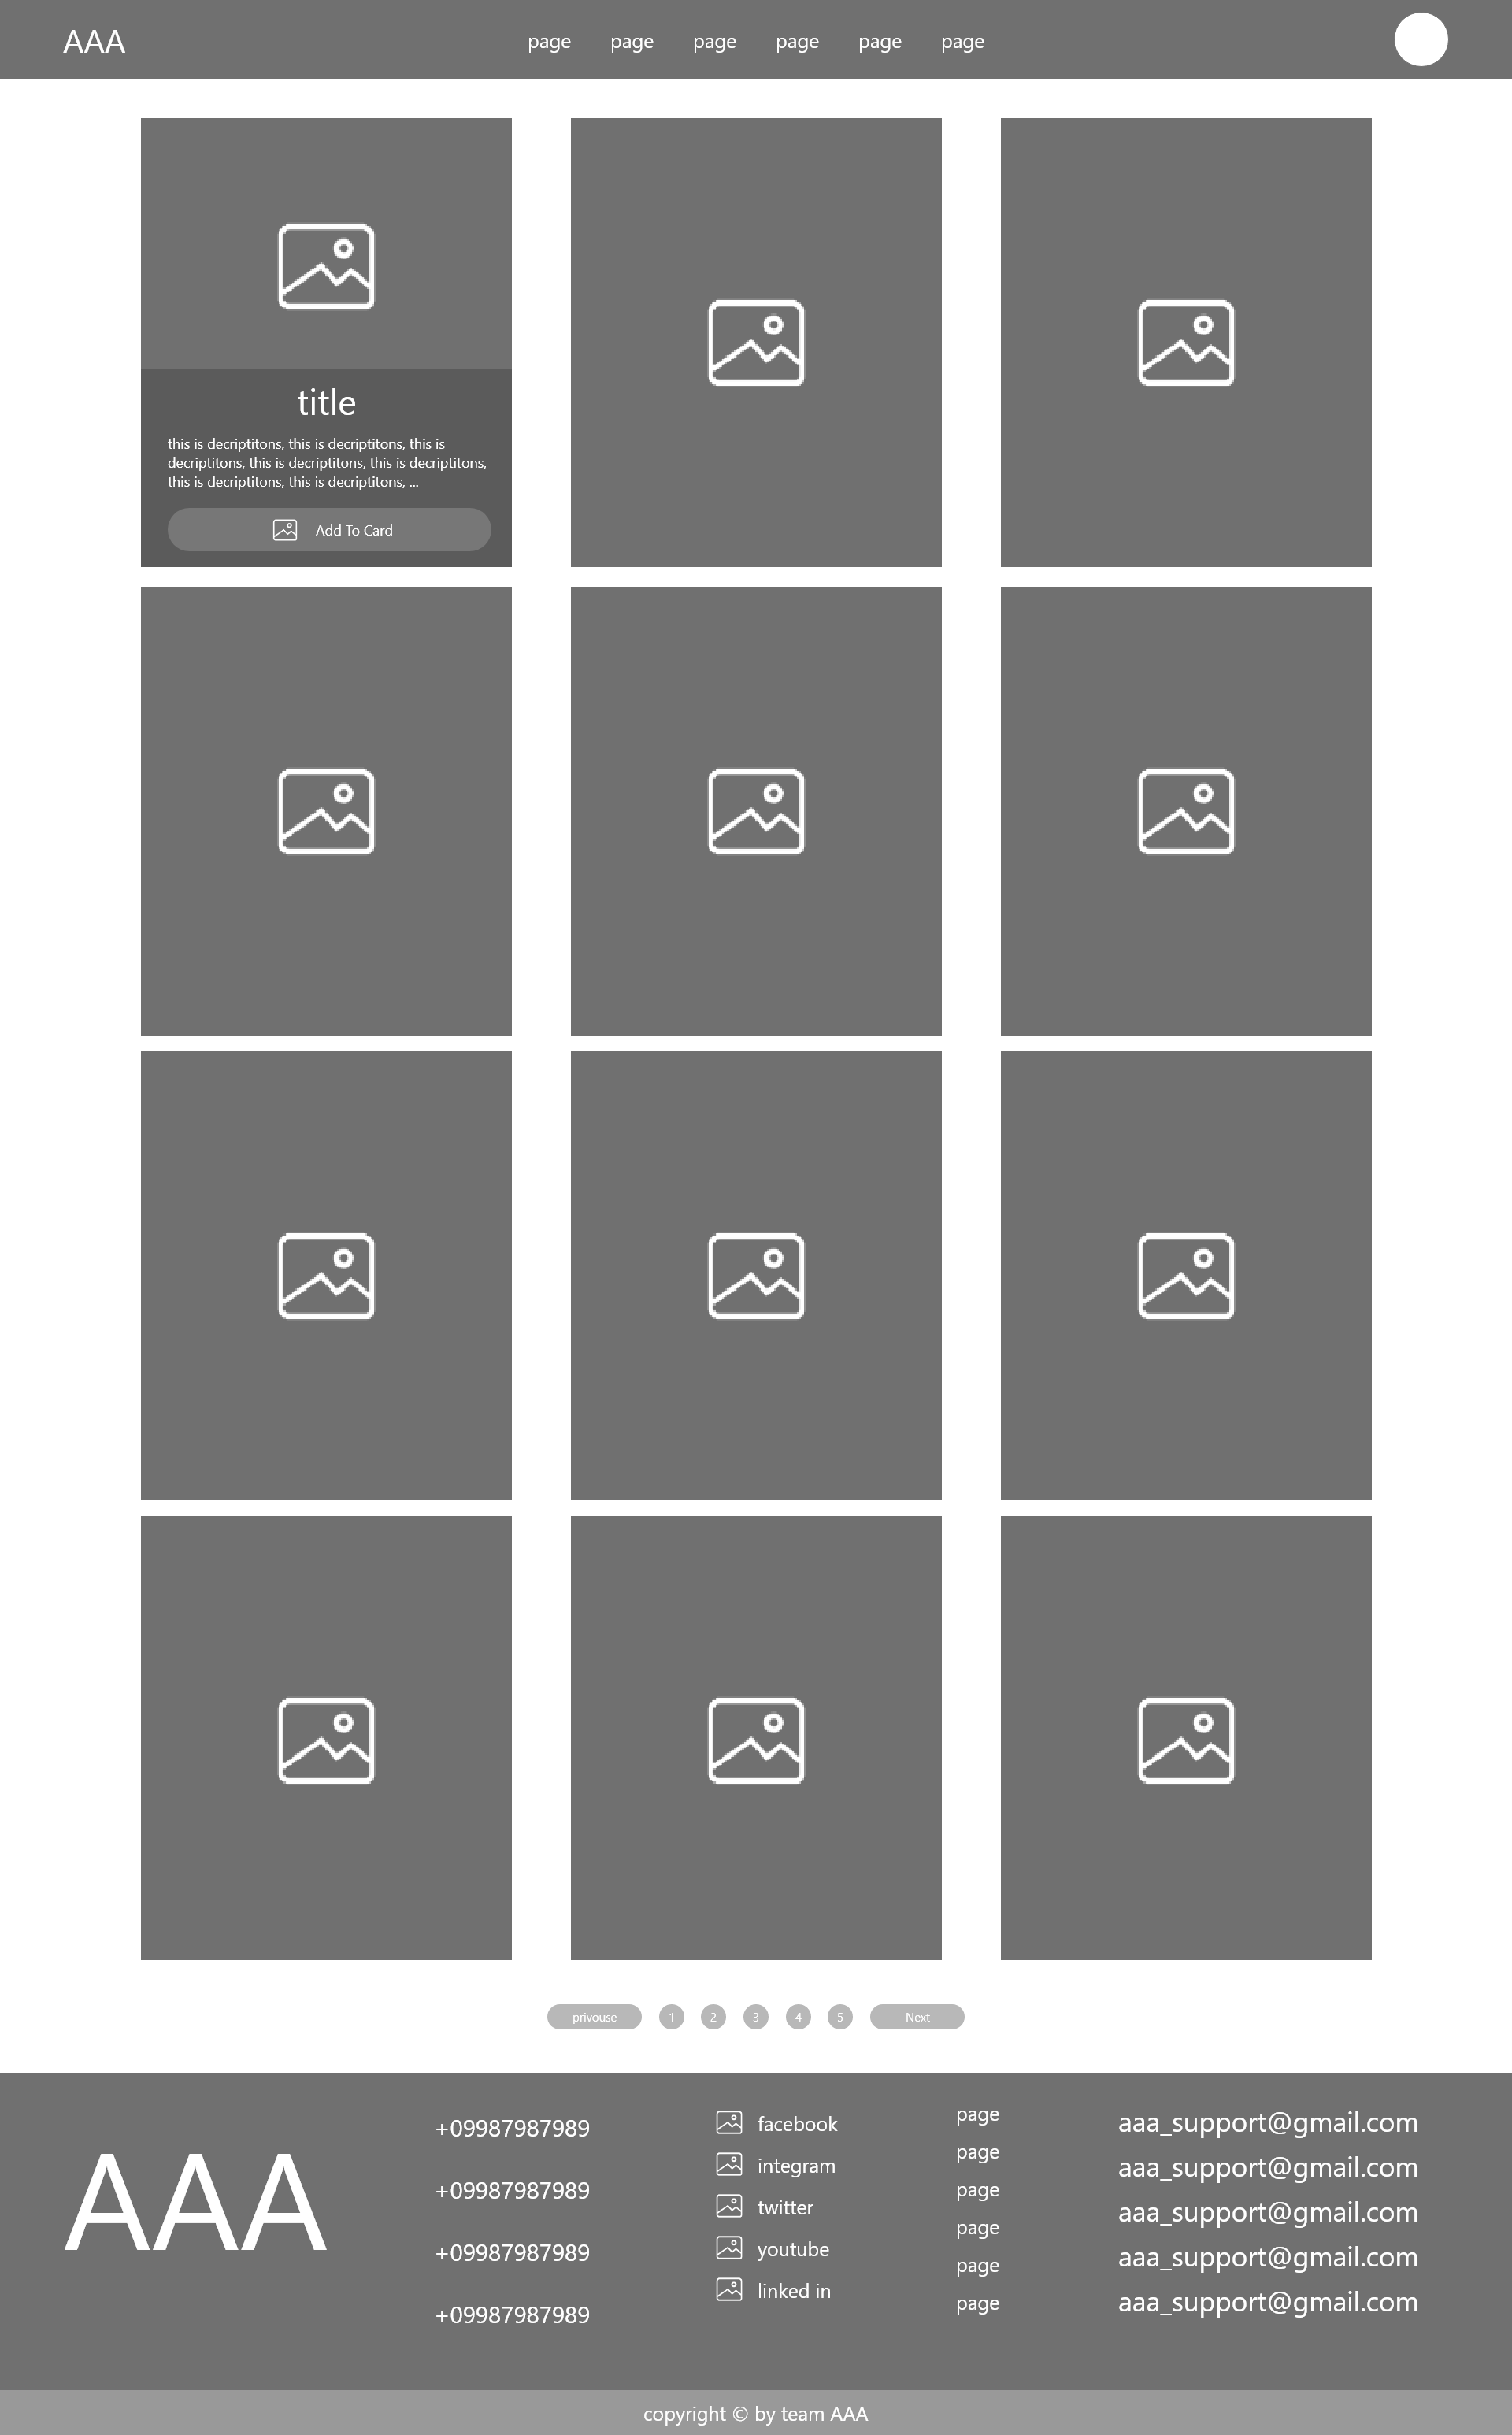 AAA
page page page page page page
title
this is decriptitons, this is decriptitons, this is
decriptitons, this is decriptitons, this is decriptitons,
this is decriptitons, this is decriptitons, ...
Add To Card
privouse 1 2 3 4 5 Next
AAA
+09987987989
+09987987989
+09987987989
+09987987989
facebook
integram
twitter
youtube
linked in
page
page
page
page
page
page
aaa_support@gmail.com
aaa_support@gmail.com
aaa_support@gmail.com
aaa_support@gmail.com
aaa_support@gmail.com
copyright © by team AAA